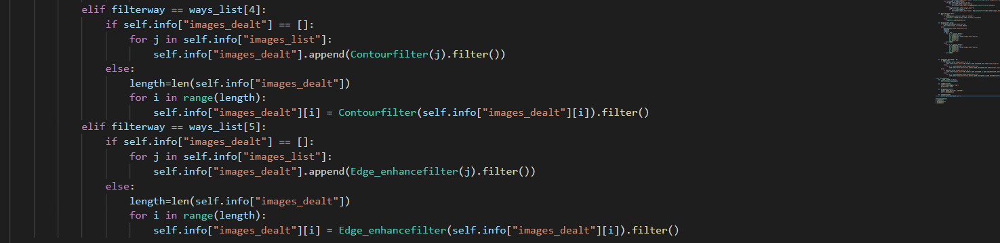 elif filterway == ways_list[4]:
if self.info["images_dealt"] == []:
for j in self.info["images_list"]:
self.info["images_dealt"].append(Contourfilter(j).filter())
else:
length=len(self.info["images_dealt"])
for i in range(length):
self.info["images_dealt"][i] = Contourfilter(self.info["images_dealt"][i]).filter()
elif filterway == ways_list[5]:
if self.info["images_dealt"] == []:
for j in self.info["images_list"]:
self.info["images_dealt"].append(Edge_enhancefilter(j).filter())
else:
length=len(self.info["images_dealt"])
for i in range(length):
self.info["images_dealt"][i] = Edge_enhancefilter(self.info["images_dealt"][i]).filter()